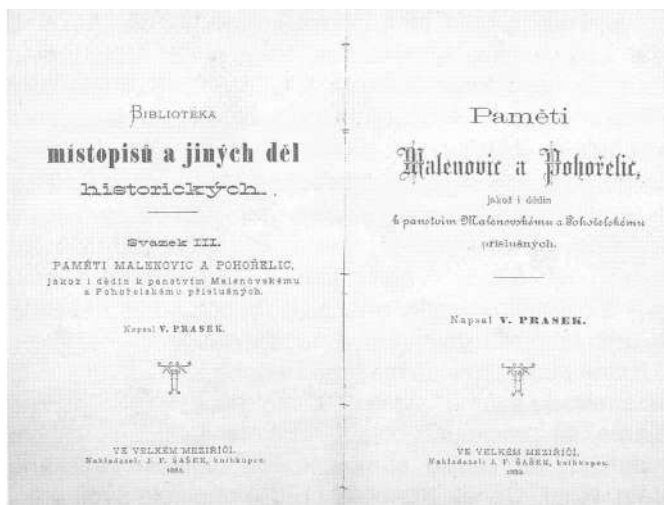 BIBLIOTÉKA
místopisů a jiných děl
historických.
Svazek III.
PAMĚTI MALENOVIC A POHOŘELIC,
jakož i dědin k panstvím Malenovskému
a Pohořelskému příslušných.
Napsal V. PRASEK.
VE VELKÉM MEZIŘÍČÍ.
Nakladatel: J. F. ŠAŠEK, knihkupec.
Paměti
Malenovic a Pohořelic,
jakož i dědin
k panstvím Malenovskému a Pohořelskému
příslušných.
Napsal V. PRASEK.
VE VELKÉM MEZIŘÍČÍ.
Nakladatel: J. F. ŠAŠEK, knihkupec.